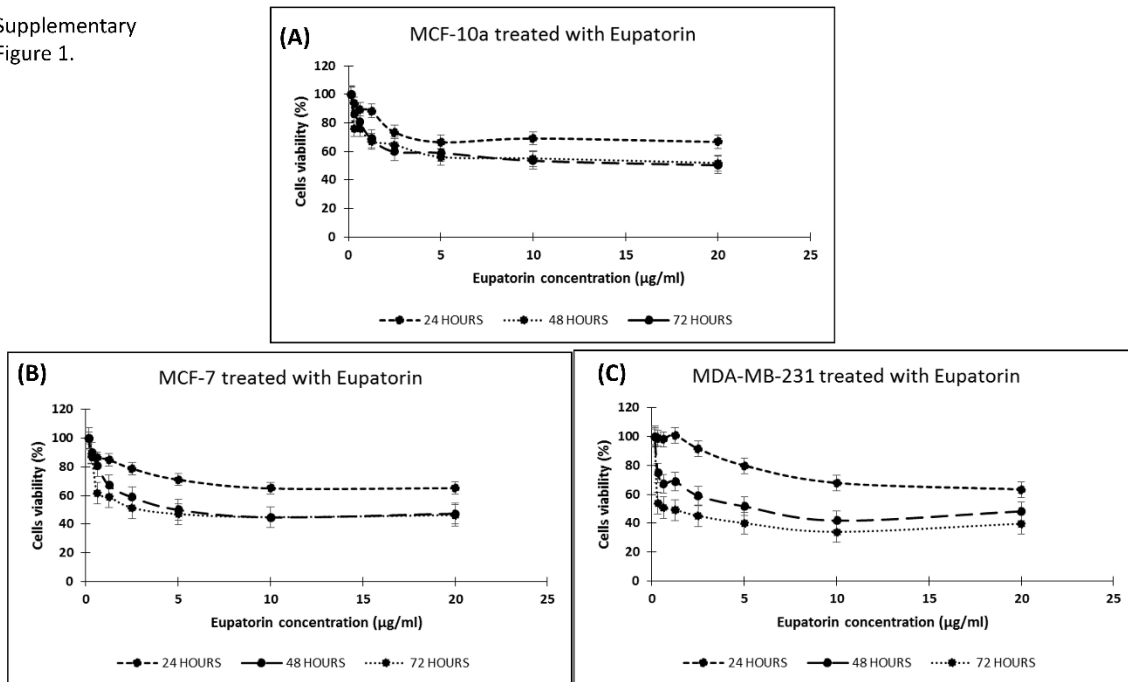 Supplementary
Figure 1.
(A)
MCF-10a treated with Eupatorin
120
100
80
60
40
20
0
Cells viability (%)
0 5 10 15 20 25
Eupatorin concentration (µg/ml)
24 HOURS 48 HOURS 72 HOURS
(B)
MCF-7 treated with Eupatorin
120
100
80
60
40
20
0
Cells viability (%)
0 5 10 15 20 25
Eupatorin concentration (µg/ml)
24 HOURS 48 HOURS 72 HOURS
(C)
MDA-MB-231 treated with Eupatorin
120
100
80
60
40
20
0
Cells viability (%)
0 5 10 15 20 25
Eupatorin concentration (µg/ml)
24 HOURS 48 HOURS 72 HOURS